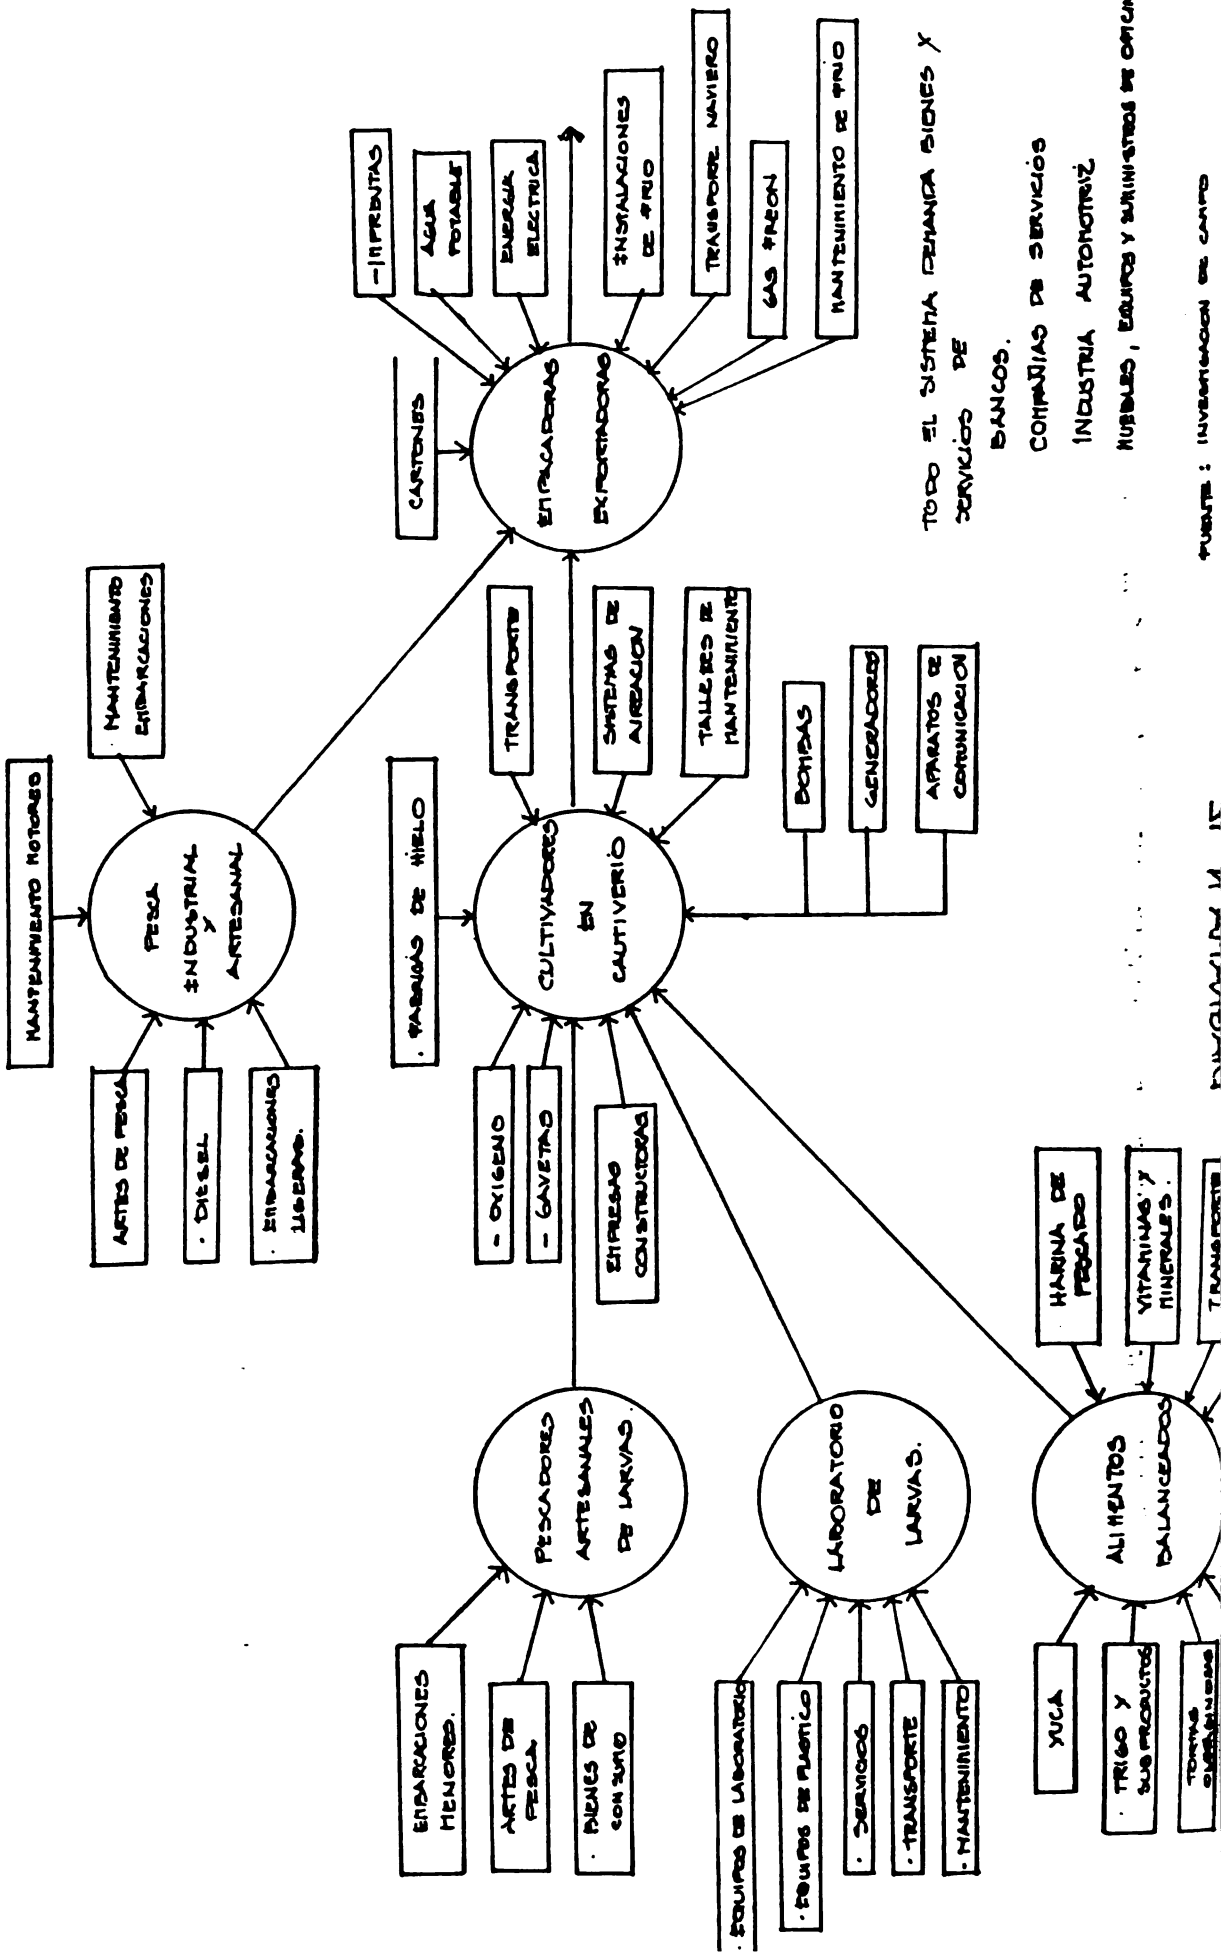 MANTENIMIENTO MOTORES
MANTENIMIENTO
EMBARCACIONES
PESCA
INDUSTRIAL
Y
ARTESANAL
ARTES DE PESCA
. DIESEL
. EMBARCACIONES
LIGERAS.
CARTONES
- IMPRENTAS
AGUA
POTABLE
ENERGIA
ELECTRICA
INSTALACIONES
DE FRIO
TRANSPORTE NAVIERO
GAS FREON
MANTENIMIENTO DE FRIO
EMPACADORAS
EXPORTADORAS
. FABRICAS DE HIELO
TRANSPORTE
SISTEMAS DE
AIREACION
TALLERES DE
MANTENIMIENTO
BOMBAS
GENERADORES
APARATOS DE
COMUNICACION
CULTIVADORES
EN
CAUTIVERIO
- OXIGENO
- GAVETAS
EMPRESAS
CONSTRUCTORAS
PESCADORES
ARTESANALES
DE LARVAS.
EMBARCACIONES
MENORES.
ARTES DE
PESCA
. BIENES DE
CONSUMO
LABORATORIO
DE
LARVAS.
. EQUIPOS DE LABORATORIO
. EQUIPOS DE PLASTICO
. SERVICIOS
. TRANSPORTE
. MANTENIMIENTO
ALIMENTOS
BALANCEADOS
HARINA DE
PESCADO
VITAMINAS Y
MINERALES.
TRANSPORTE
YUCA
. TRIGO Y
SUBPRODUCTOS
TORTAS
TODO EL SISTEMA DEMANDA BIENES Y
SERVICIOS DE
BANCOS.
COMPAÑIAS DE SERVICIOS
INDUSTRIA AUTOMOTRIZ
MUEBLES, EQUIPOS Y SUMINISTROS DE
FUENTE: INVESTIGACION DE CAMPO